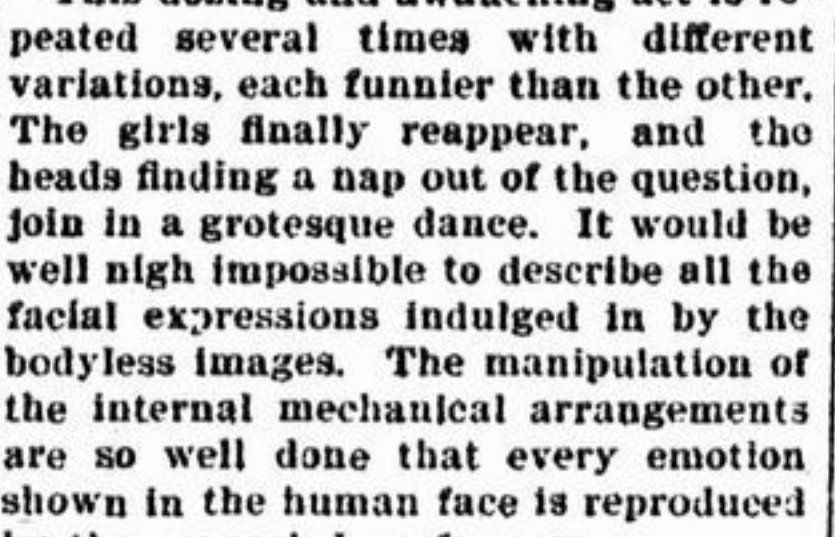 peated several times with different
variations, each funnier than the other.
The girls finally reappear, and the
heads finding a nap out of the question,
join in a grotesque dance. It would be
well nigh impossible to describe all the
facial expressions indulged in by the
bodyless images. The manipulation of
the internal mechanical arrangements
are so well done that every emotion
shown in the human face is reproduced